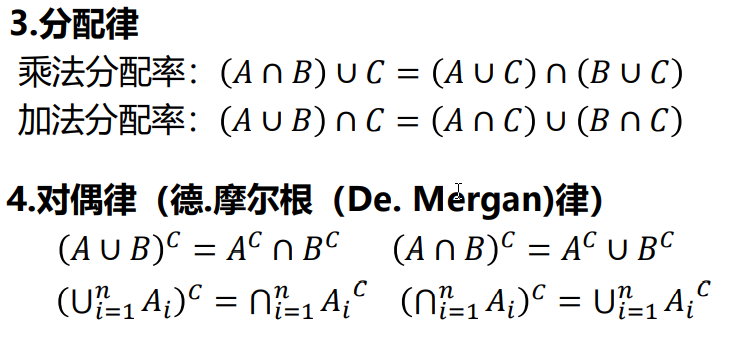 3.分配律
乘法分配率：(A ∩ B) ∪ C = (A ∪ C) ∩ (B ∪ C)
加法分配率：(A ∪ B) ∩ C = (A ∩ C) ∪ (B ∩ C)
4.对偶律（德.摩尔根（De. Mergan)律）
(A ∪ B)^C = A^C ∩ B^C (A ∩ B)^C = A^C ∪ B^C
(⋃_{i=1}^n A_i)^C = ⋂_{i=1}^n A_i^C (⋂_{i=1}^n A_i)^C = ⋃_{i=1}^n A_i^C